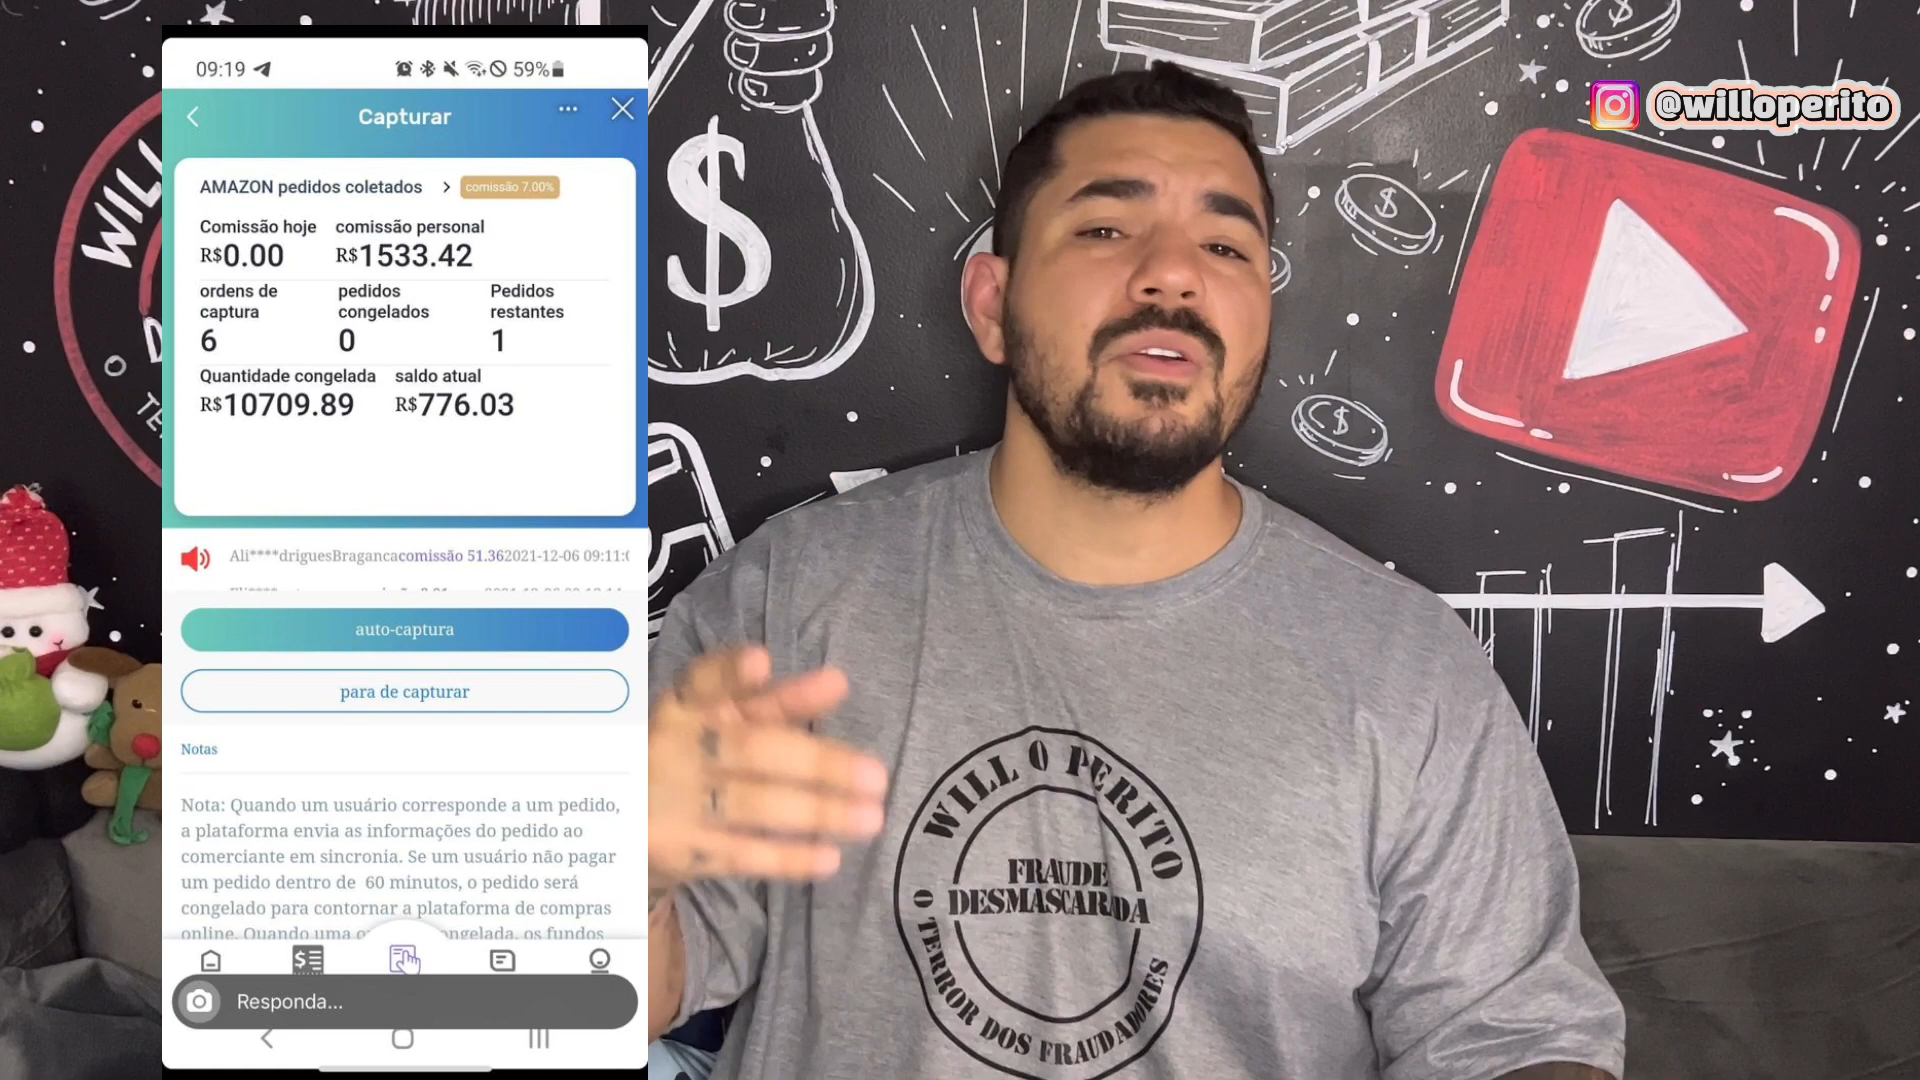 09:19
59%
Capturar
AMAZON pedidos coletados
comissão 7.00%
Comissão hoje
comissão personal
R$0.00
R$1533.42
ordens de captura
pedidos congelados
Pedidos restantes
6
0
1
Quantidade congelada
saldo atual
R$10709.89
R$776.03
Ali****driguesBragancacomissão 51.362021-12-06 09:11:
auto-captura
para de capturar
Notas
Nota: Quando um usuário corresponde a um pedido,
a plataforma envia as informações do pedido ao
comerciante em sincronia. Se um usuário não pagar
um pedido dentro de 60 minutos, o pedido será
congelado para contornar a plataforma de compras
online. Quando uma
os fundos
Responda...
@willoperito
WILL O PERITO
FRAUDE
DESMASCARADA
O TERROR DOS FRAUDADORES